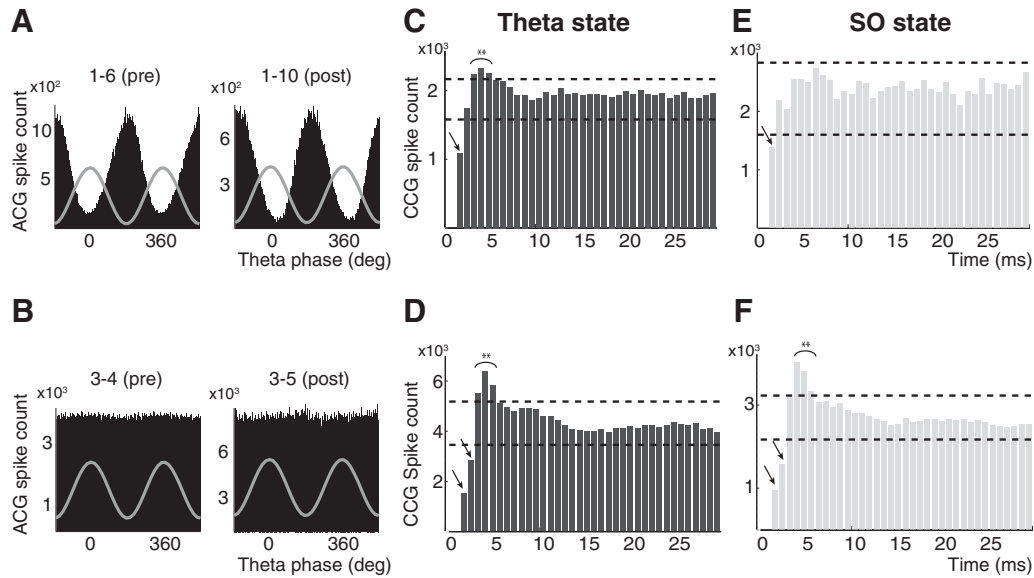 A
1-6 (pre)
1-10 (post)
x10²
x10²
ACG spike count
10
5
6
3
0
360
0
360
Theta phase (deg)
C
Theta state
x10³
**
CCG spike count
2
1
0
5
10
15
20
25
E
SO state
x10³
2
1
0
5
10
15
20
25
Time (ms)
B
3-4 (pre)
3-5 (post)
x10³
x10³
ACG spike count
3
1
6
3
0
360
0
360
Theta phase (deg)
D
x10³
**
CCG Spike count
6
4
2
0
5
10
15
20
25
F
x10³
**
3
1
0
5
10
15
20
25
Time (ms)